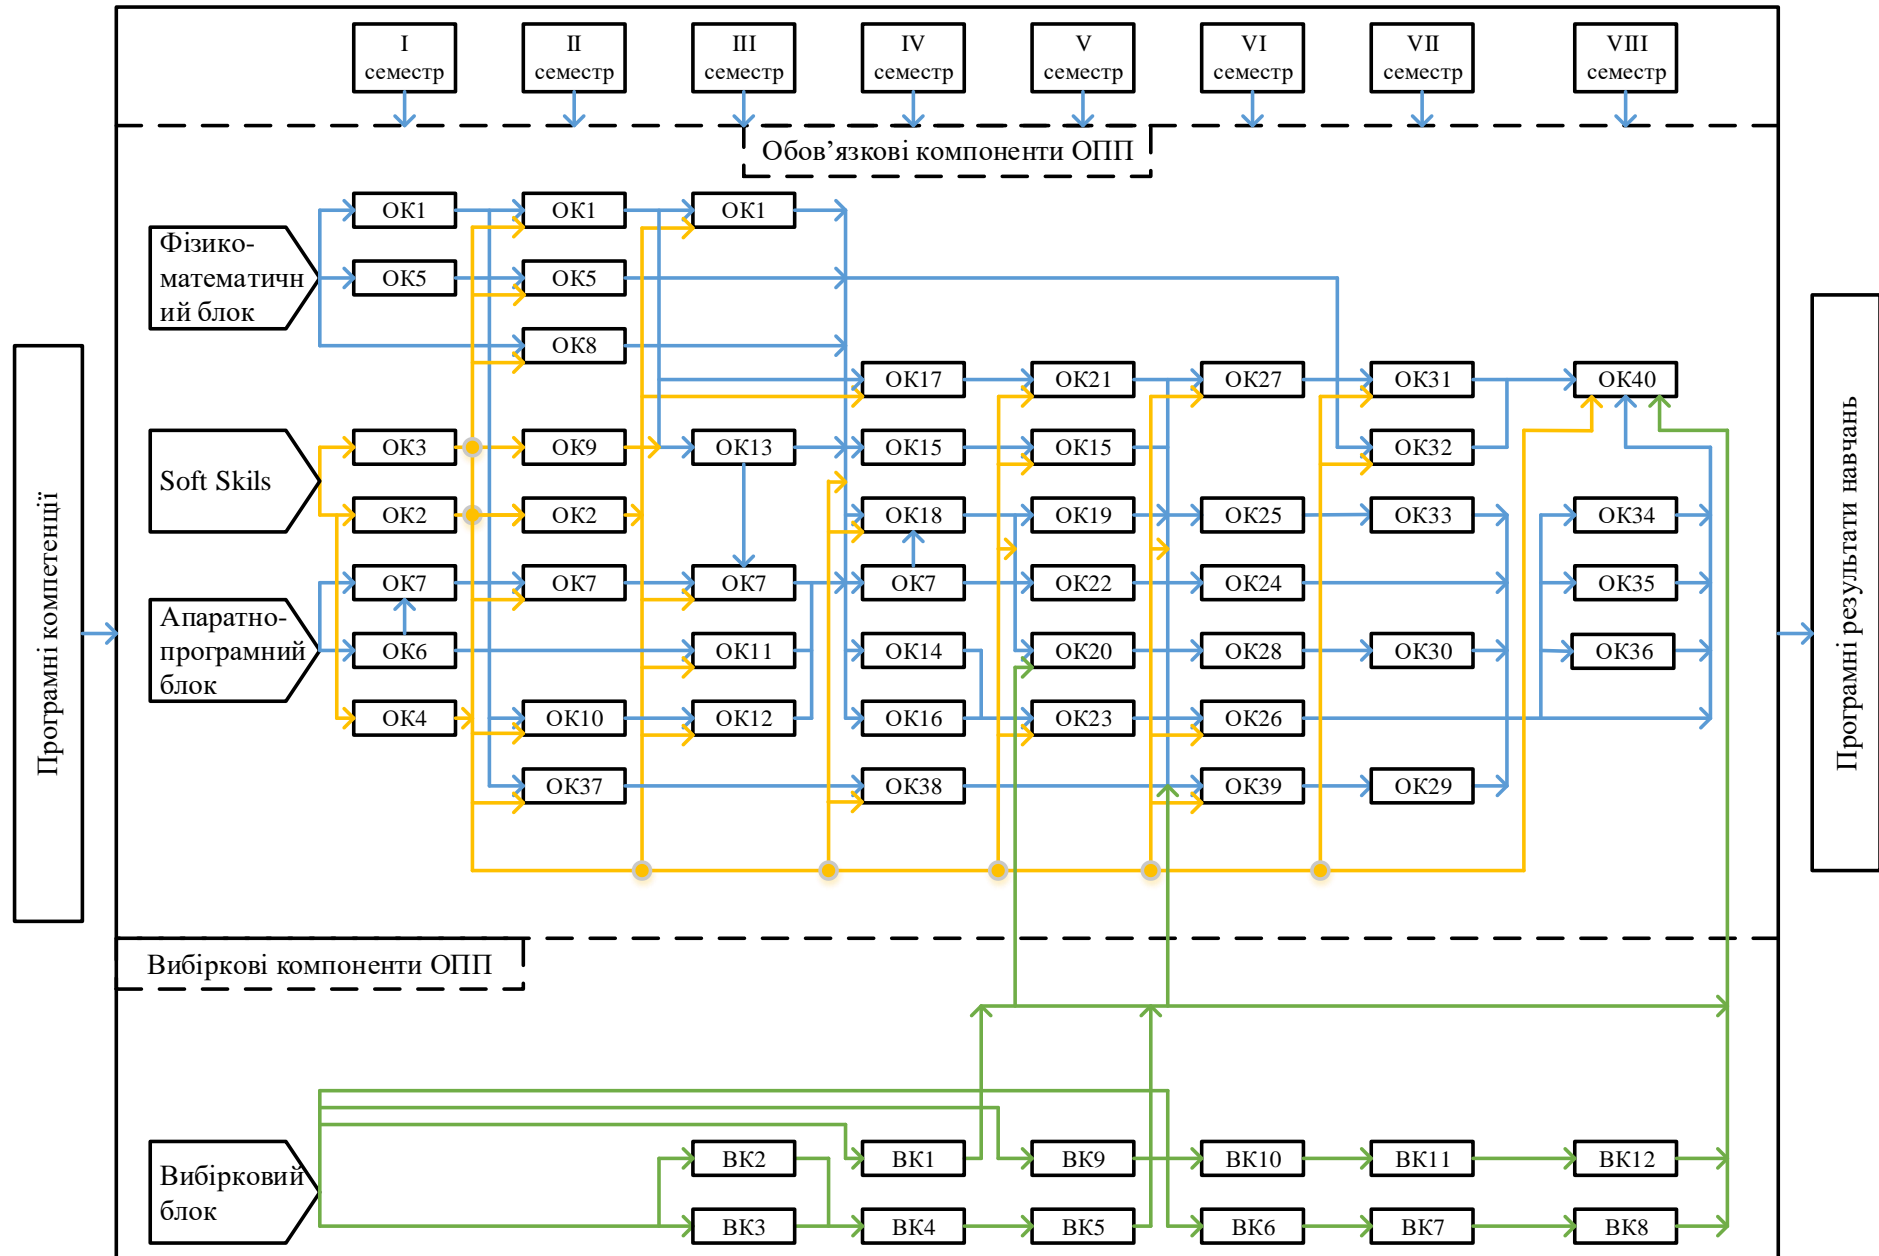 I
семестр
II
семестр
III
семестр
IV
семестр
V
семестр
VI
семестр
VII
семестр
VIII
семестр
Обов’язкові компоненти ОПП
ОК1
ОК1
ОК1
Фізико-
математичн
ий блок
ОК5
ОК5
ОК8
ОК17
ОК21
ОК27
ОК31
ОК40
Soft Skils
ОК3
ОК9
ОК13
ОК15
ОК15
ОК32
ОК2
ОК2
ОК18
ОК19
ОК25
ОК33
ОК34
Апаратно-
програмний
блок
ОК7
ОК7
ОК7
ОК7
ОК22
ОК24
ОК35
ОК6
ОК11
ОК14
ОК20
ОК28
ОК30
ОК36
ОК4
ОК10
ОК12
ОК16
ОК23
ОК26
ОК37
ОК38
ОК39
ОК29
Програмні компетенції
Програмні результати навчань
Вибіркові компоненти ОПП
Вибірковий
блок
ВК2
ВК1
ВК9
ВК10
ВК11
ВК12
ВК3
ВК4
ВК5
ВК6
ВК7
ВК8